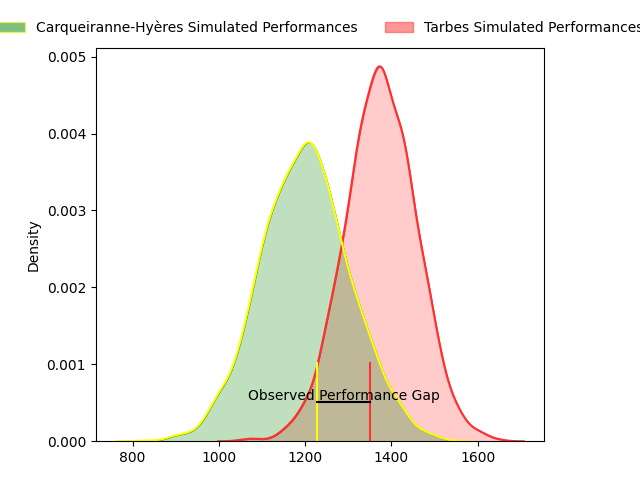 Carqueiranne-Hyères Simulated Performances
Tarbes Simulated Performances
0.005
0.004
0.003
0.002
0.001
0.000
Density
Observed Performance Gap
800 1000 1200 1400 1600